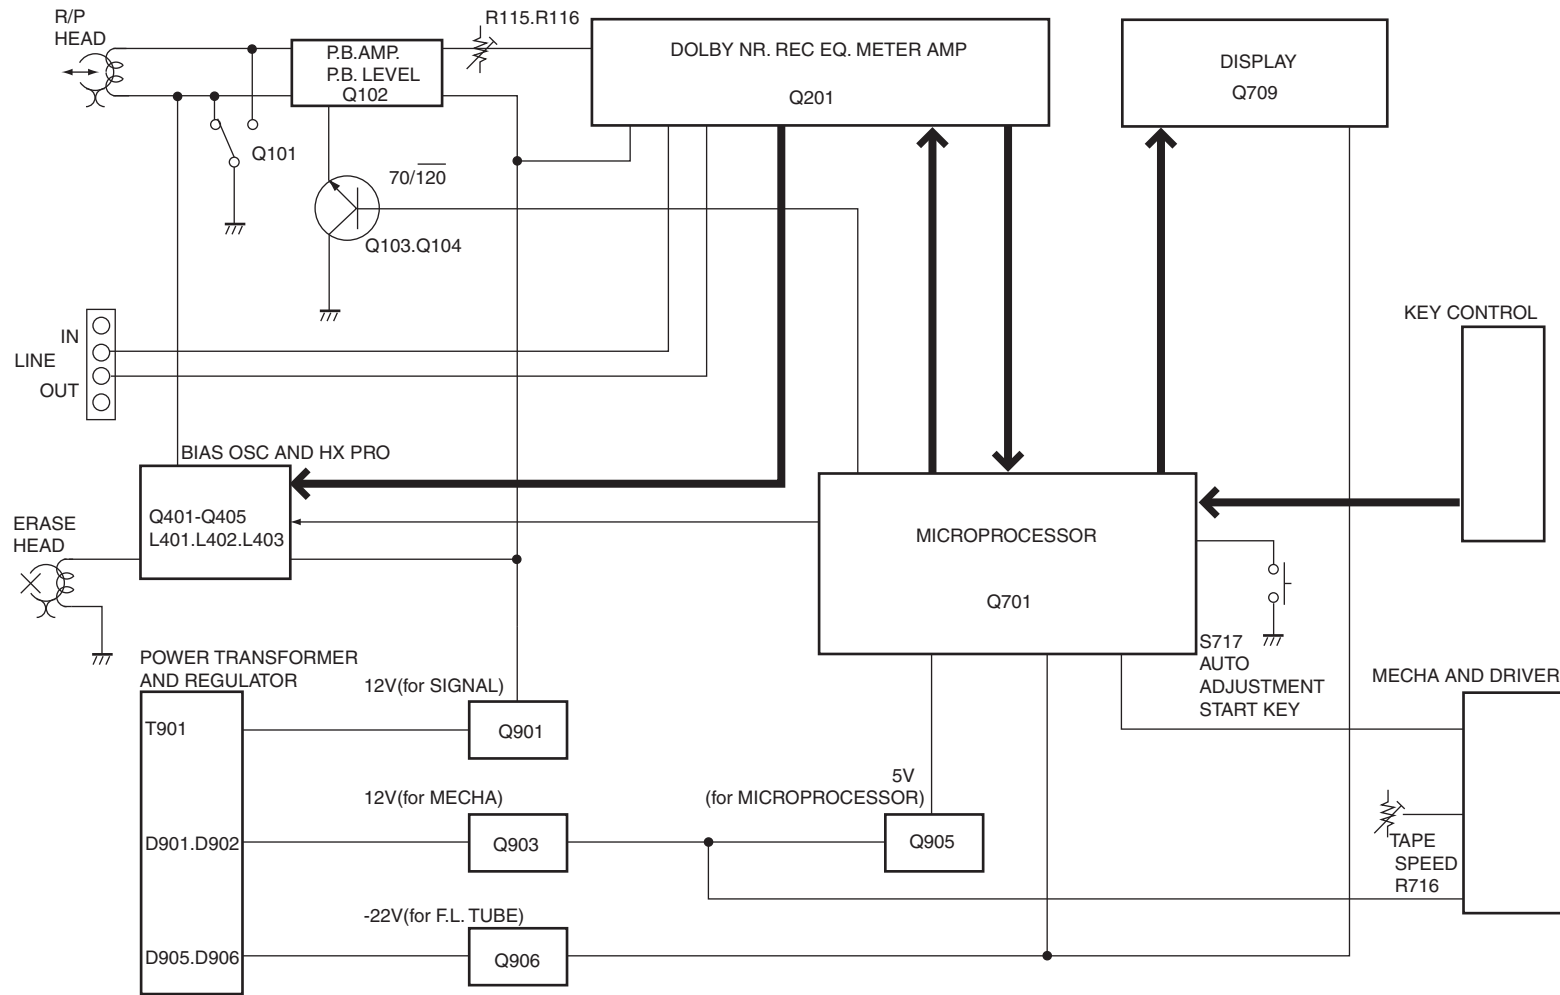 R/P
HEAD
R115.R116
P.B.AMP.
P.B. LEVEL
Q102
DOLBY NR. REC EQ. METER AMP
Q201
DISPLAY
Q709
Q101
70/120
Q103.Q104
IN
LINE
OUT
KEY CONTROL
BIAS OSC AND HX PRO
Q401-Q405
L401.L402.L403
ERASE
HEAD
MICROPROCESSOR
Q701
S717
AUTO
ADJUSTMENT
START KEY
MECHA AND DRIVER
POWER TRANSFORMER
AND REGULATOR
12V(for SIGNAL)
T901
Q901
12V(for MECHA)
5V
(for MICROPROCESSOR)
D901.D902
Q903
Q905
TAPE
SPEED
R716
-22V(for F.L. TUBE)
D905.D906
Q906